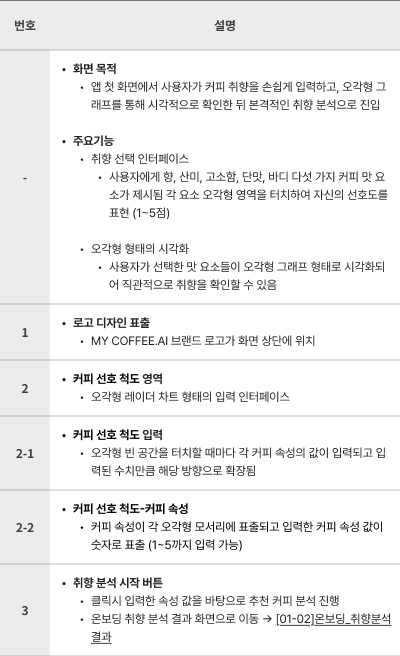 번호 설명
- • 화면 목적
• 앱 첫 화면에서 사용자가 커피 취향을 손쉽게 입력하고, 오각형 그
래프를 통해 시각적으로 확인한 뒤 본격적인 취향 분석으로 진입
• 주요기능
• 취향 선택 인터페이스
• 사용자에게 향, 산미, 고소함, 단맛, 바디 다섯 가지 커피 맛 요
소가 제시됨 각 요소 오각형 영역을 터치하여 자신의 선호도를
표현 (1~5점)
• 오각형 형태의 시각화
• 사용자가 선택한 맛 요소들이 오각형 그래프 형태로 시각화되
어 직관적으로 취향을 확인할 수 있음
1 • 로고 디자인 표출
• MY COFFEE.AI 브랜드 로고가 화면 상단에 위치
2 • 커피 선호 척도 영역
• 오각형 레이더 차트 형태의 입력 인터페이스
2-1 • 커피 선호 척도 입력
• 오각형 빈 공간을 터치할 때마다 각 커피 속성의 값이 입력되고 입
력된 수치만큼 해당 방향으로 확장됨
2-2 • 커피 선호 척도-커피 속성
• 커피 속성이 각 오각형 모서리에 표출되고 입력한 커피 속성 값이
숫자로 표출 (1~5까지 입력 가능)
3 • 취향 분석 시작 버튼
• 클릭시 입력한 속성 값을 바탕으로 추천 커피 분석 진행
• 온보딩 취향 분석 결과 화면으로 이동 → [01-02]온보딩_취향분석
결과